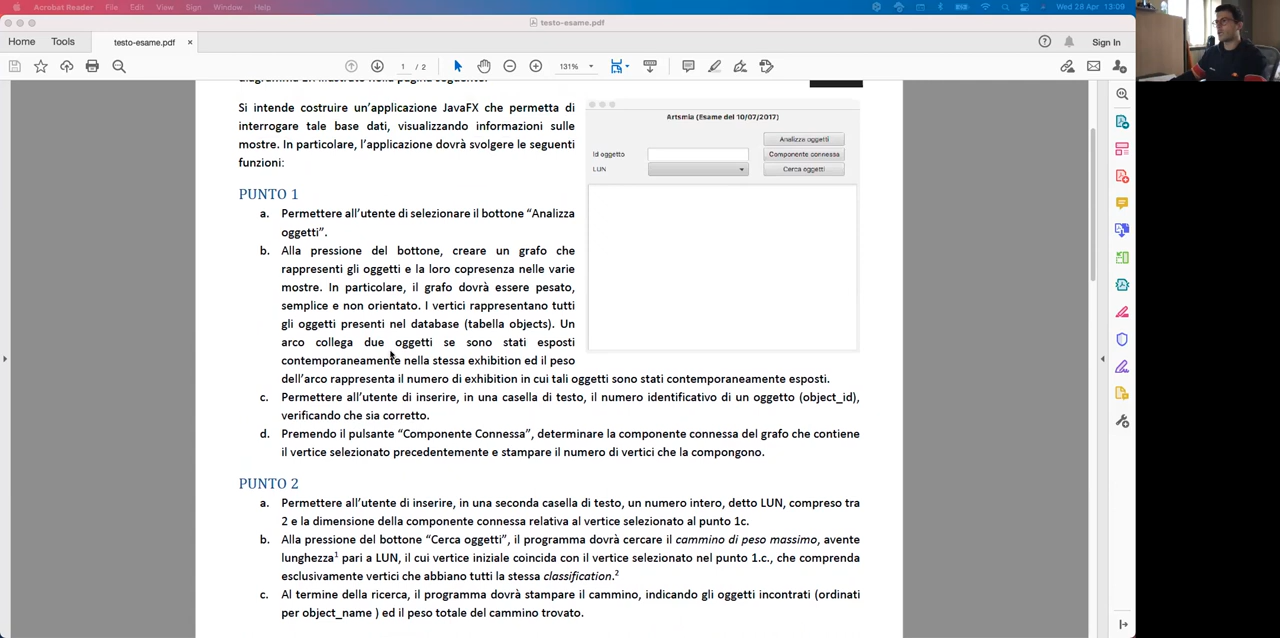 Acrobat Reader File Edit View Sign Window Help Wed 28 Apr 13:09
testo-esame.pdf
Home Tools testo-esame.pdf × Sign In
1 / 2 131%
Si intende costruire un'applicazione JavaFX che permetta di
interrogare tale base dati, visualizzando informazioni sulle
mostre. In particolare, l'applicazione dovrà svolgere le seguenti
funzioni:
Artsmia (Esame del 10/07/2017)
Analizza oggetti
Id oggetto Componente connessa
LUN Cerca oggetti
PUNTO 1
a. Permettere all'utente di selezionare il bottone "Analizza
oggetti".
b. Alla pressione del bottone, creare un grafo che
rappresenti gli oggetti e la loro copresenza nelle varie
mostre. In particolare, il grafo dovrà essere pesato,
semplice e non orientato. I vertici rappresentano tutti
gli oggetti presenti nel database (tabella objects). Un
arco collega due oggetti se sono stati esposti
contemporaneamente nella stessa exhibition ed il peso
dell'arco rappresenta il numero di exhibition in cui tali oggetti sono stati contemporaneamente esposti.
c. Permettere all'utente di inserire, in una casella di testo, il numero identificativo di un oggetto (object_id),
verificando che sia corretto.
d. Premendo il pulsante "Componente Connessa", determinare la componente connessa del grafo che contiene
il vertice selezionato precedentemente e stampare il numero di vertici che la compongono.
PUNTO 2
a. Permettere all'utente di inserire, in una seconda casella di testo, un numero intero, detto LUN, compreso tra
2 e la dimensione della componente connessa relativa al vertice selezionato al punto 1c.
b. Alla pressione del bottone "Cerca oggetti", il programma dovrà cercare il cammino di peso massimo, avente
lunghezza¹ pari a LUN, il cui vertice iniziale coincida con il vertice selezionato nel punto 1.c., che comprenda
esclusivamente vertici che abbiano tutti la stessa classification.²
c. Al termine della ricerca, il programma dovrà stampare il cammino, indicando gli oggetti incontrati (ordinati
per object_name ) ed il peso totale del cammino trovato.